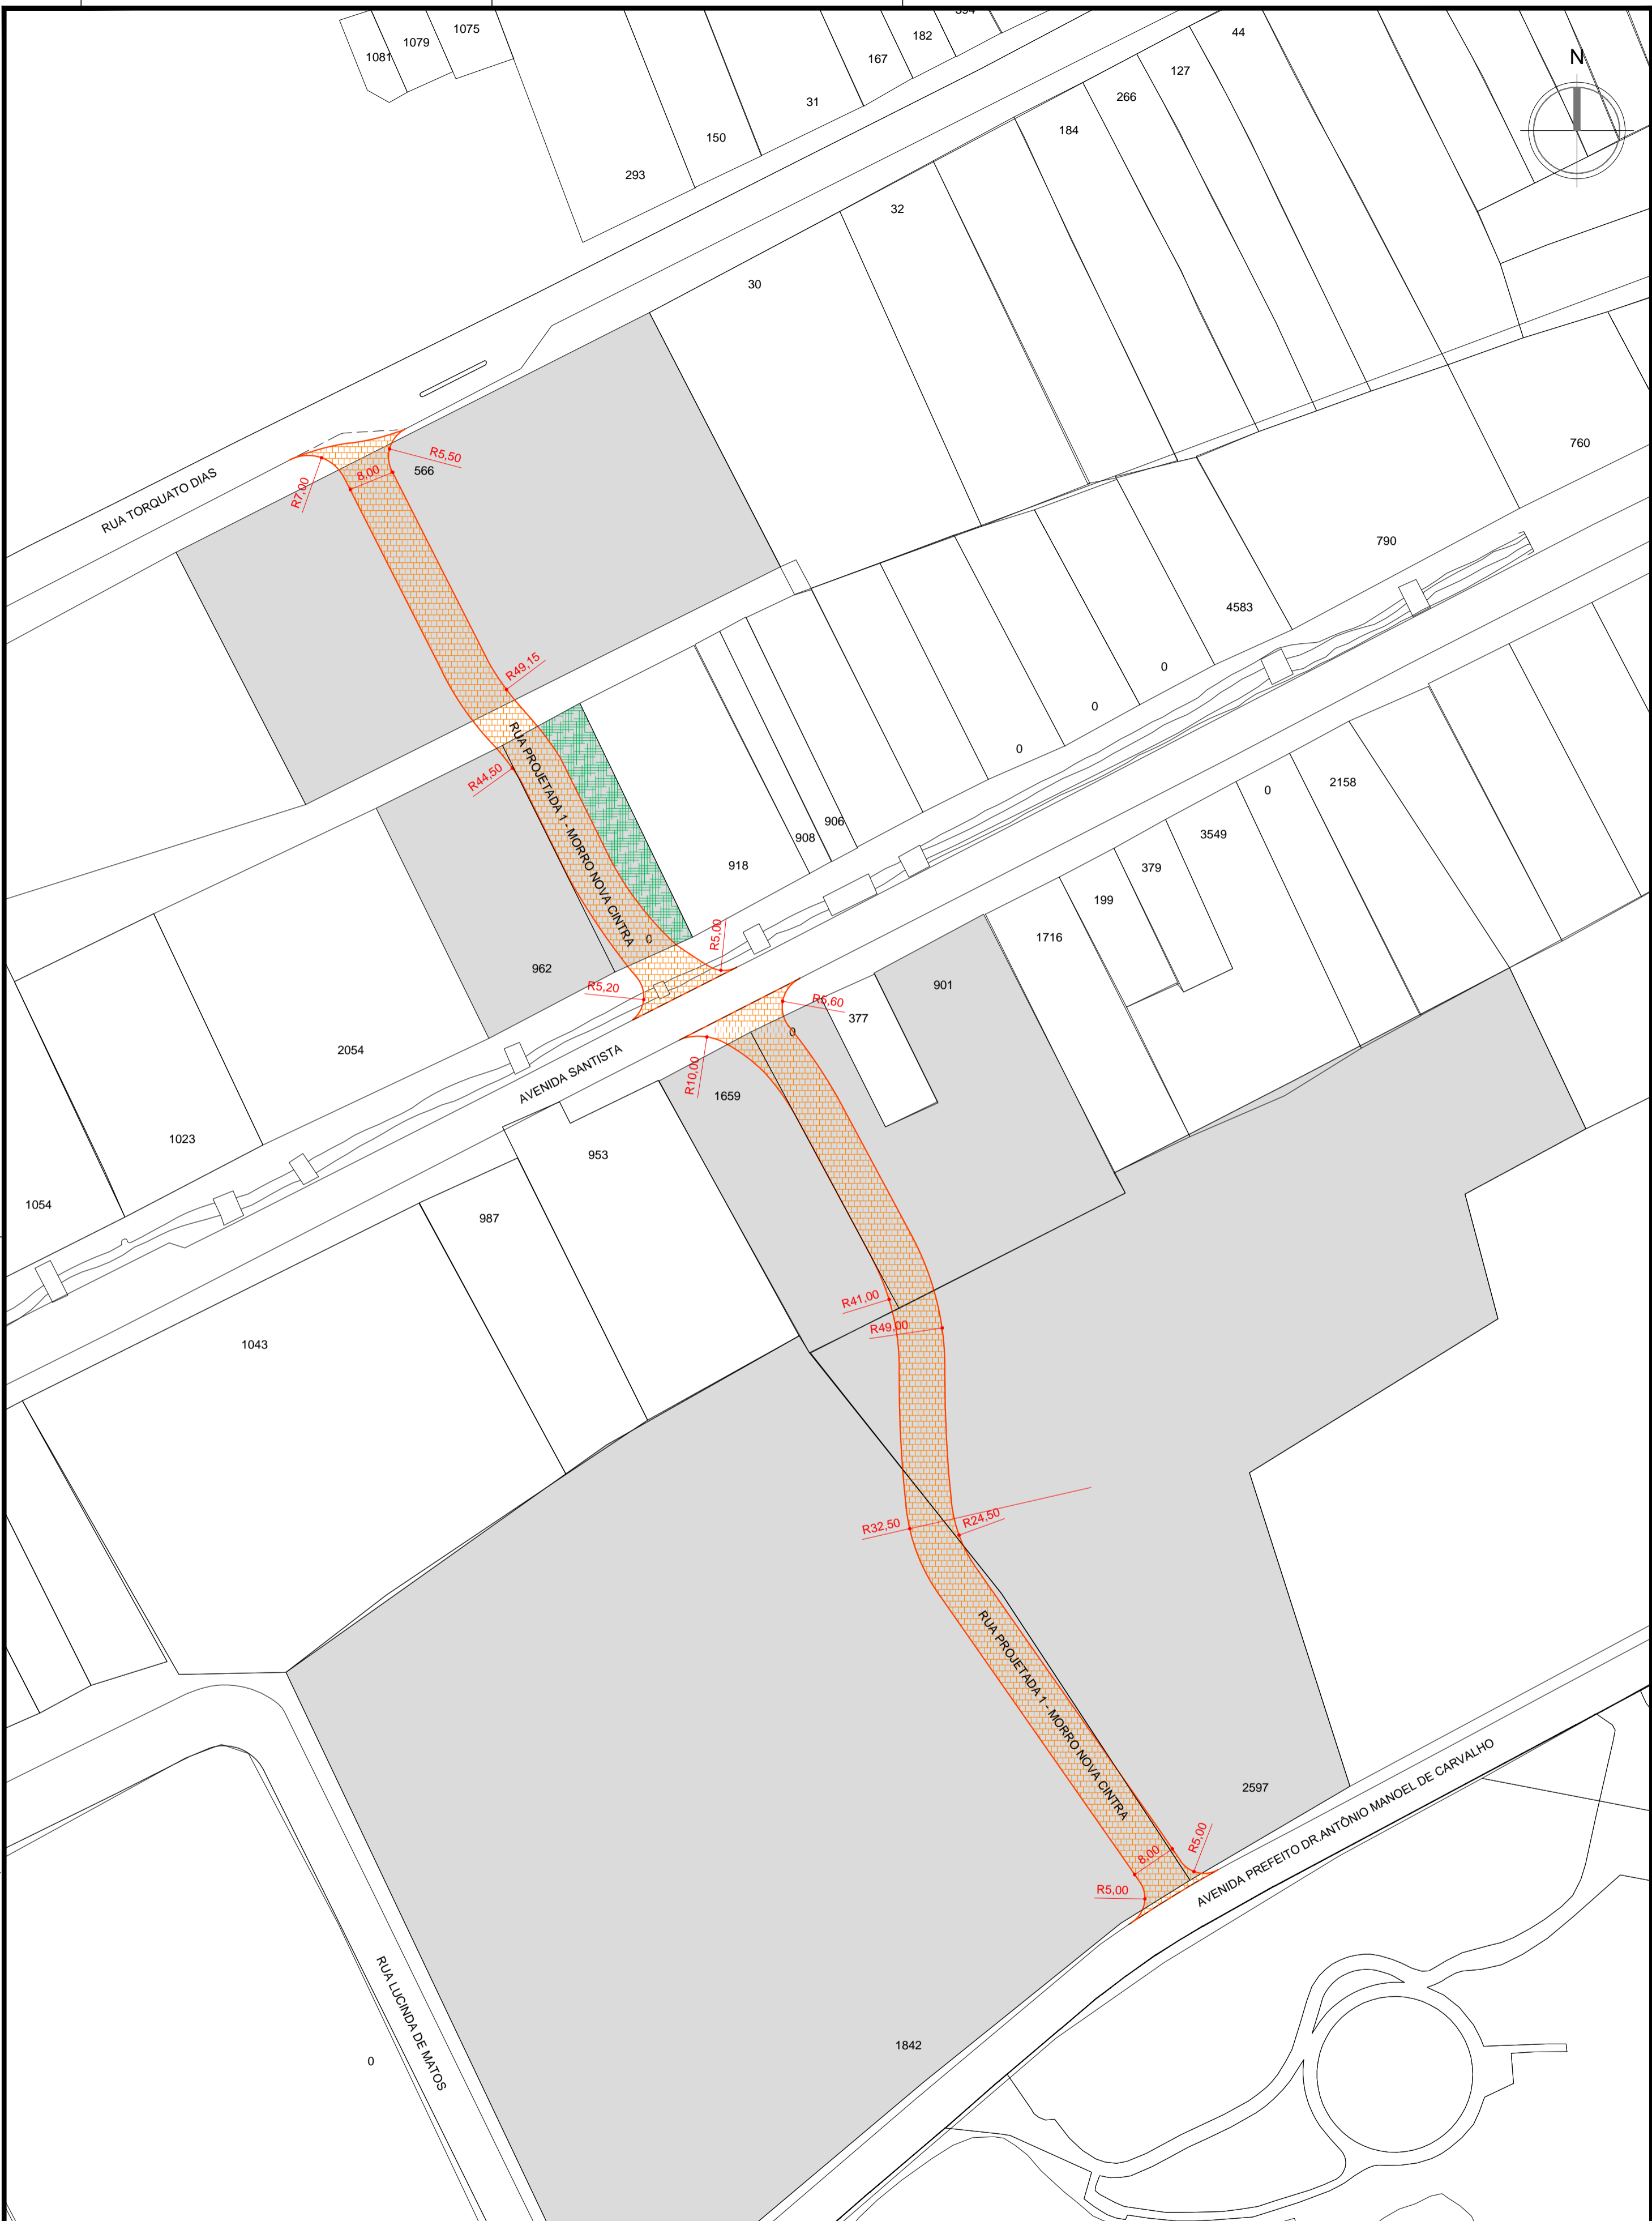 1075
1079
1081
182
167
31
150
293
44
127
266
184
32
30
N
760
790
4583
0
0
0
RUA TORQUATO DIAS
R7,00
8,00
R5,50
566
R49,15
R44,50
RUA PROJETADA 1 - MORRO NOVA CINTRA
0
906
908
918
R5,00
962
R5,20
2158
0
3549
379
199
1716
901
R5,60
377
0
2054
AVENIDA SANTISTA
R10,00
1659
1023
1054
953
987
1043
R41,00
R49,00
R32,50
R24,50
RUA PROJETADA 1 - MORRO NOVA CINTRA
2597
AVENIDA PREFEITO DR.ANTÔNIO MANOEL DE CARVALHO
8,00
R5,00
R5,00
RUA LUCINDA DE MATOS
1842
0